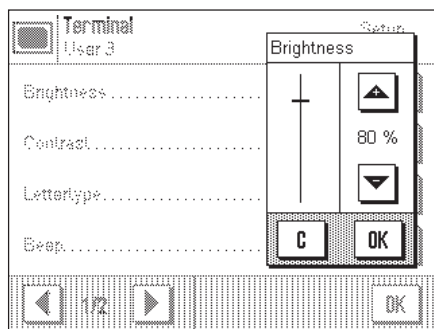 Terminal
User 3
Setup
Brightness
Brightness
Contrast
80 %
Lettertype
Beep
C
OK
1/2
OK